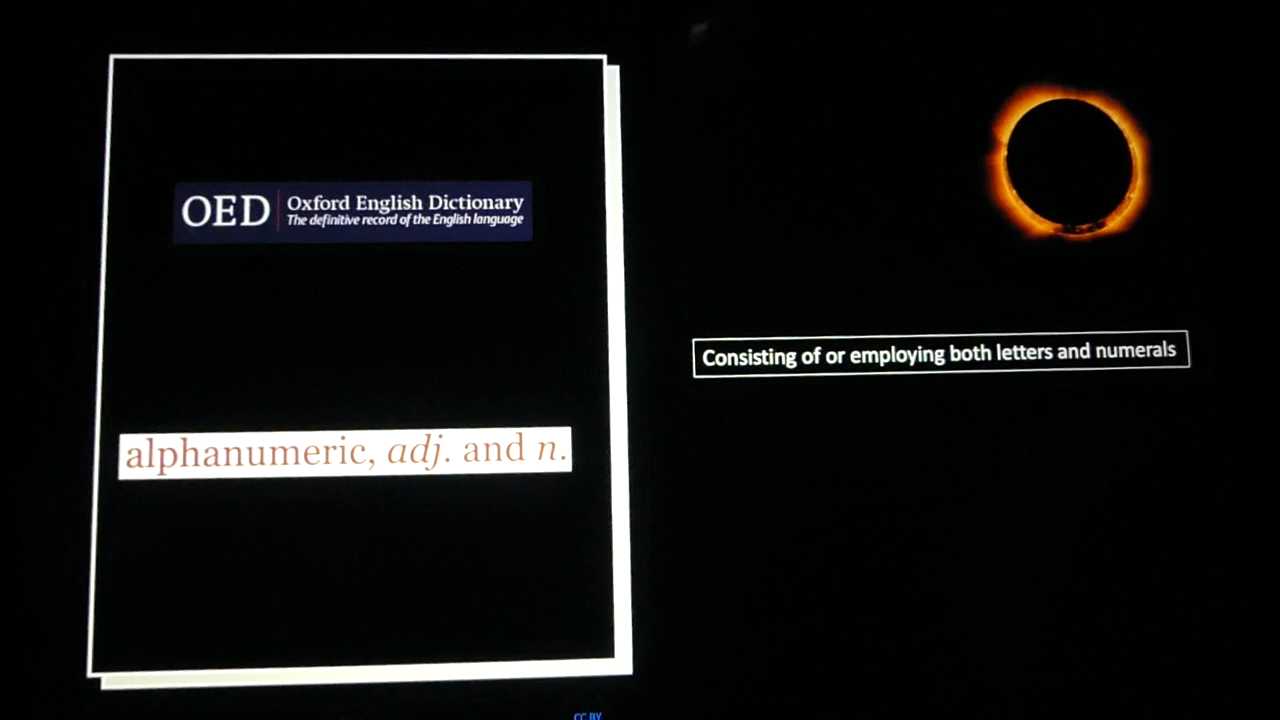 OED
Oxford English Dictionary
The definitive record of the English language
alphanumeric, adj. and n.
Consisting of or employing both letters and numerals
CC BY